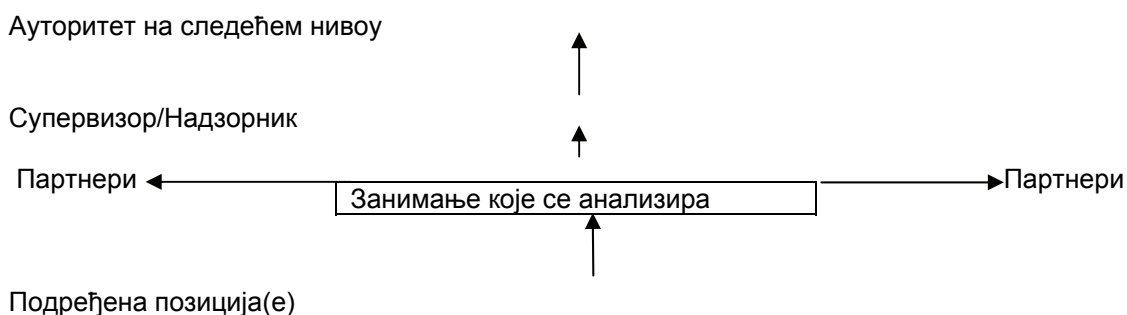 Ауторитет на следећем нивоу
Супервизор/Надзорник
Партнери
Партнери
Занимање које се анализира
Подређена позиција(е)